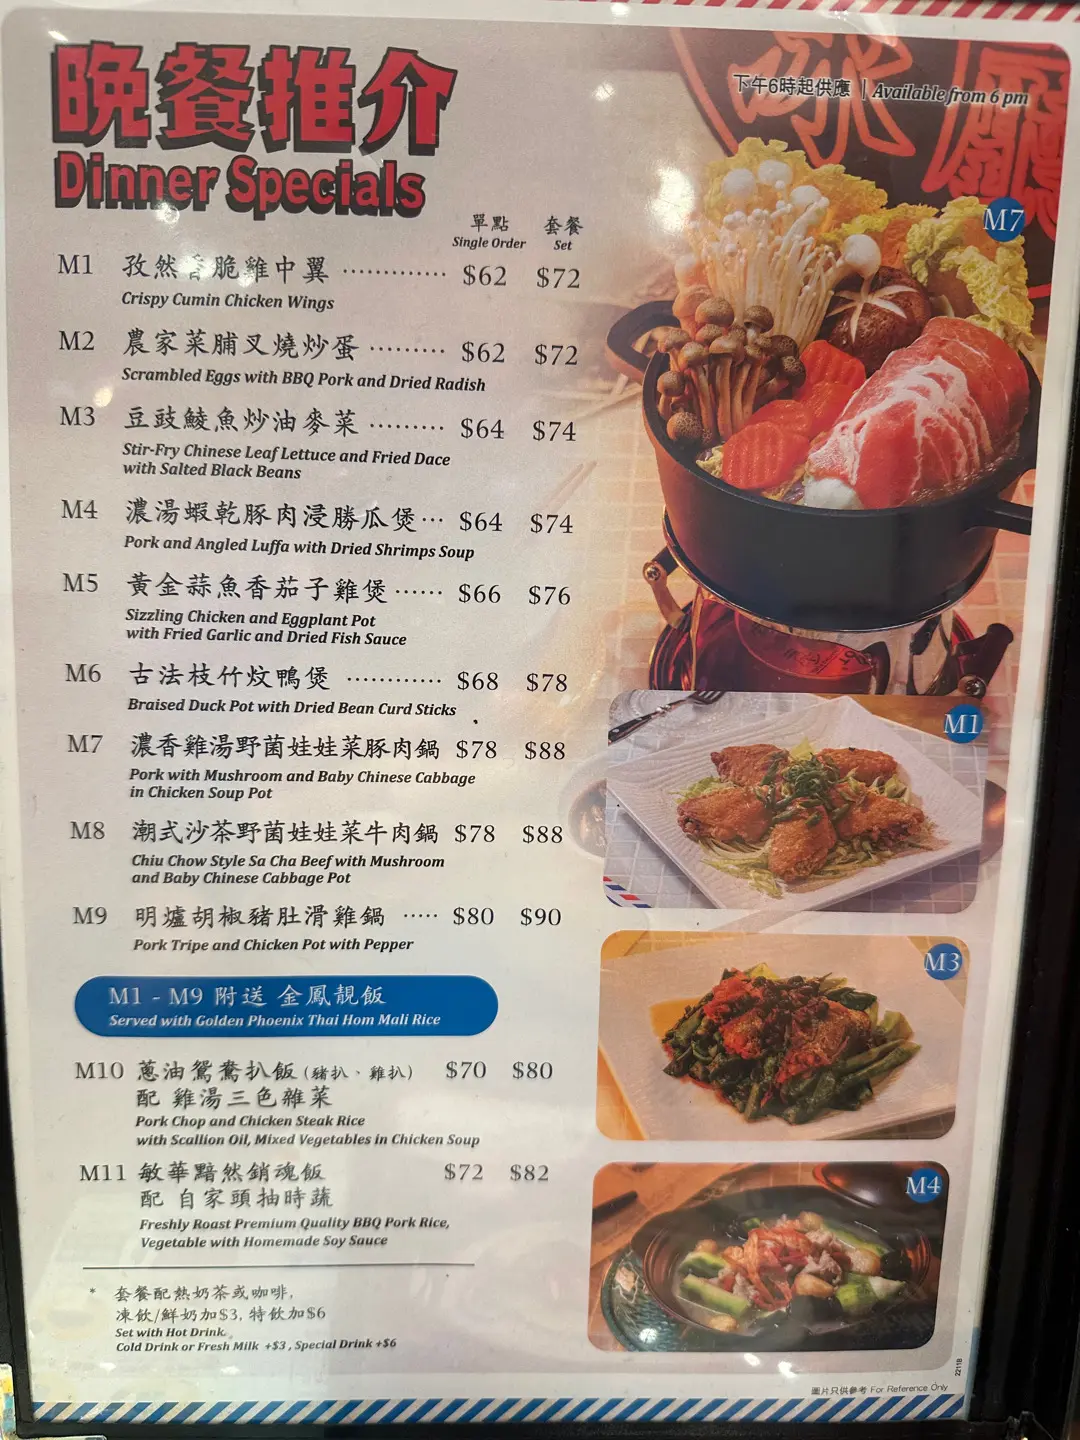 晚餐推介
Dinner Specials
下午6時起供應 | Available from 6 pm
單點 套餐
Single Order Set
M1 孜然香脆雞中翼 ············· $62 $72
Crispy Cumin Chicken Wings
M2 農家菜脯叉燒炒蛋 ········· $62 $72
Scrambled Eggs with BBQ Pork and Dried Radish
M3 豆豉鯪魚炒油麥菜 ········· $64 $74
Stir-Fry Chinese Leaf Lettuce and Fried Dace
with Salted Black Beans
M4 濃湯蝦乾豚肉浸勝瓜煲··· $64 $74
Pork and Angled Luffa with Dried Shrimps Soup
M5 黃金蒜魚香茄子雞煲······ $66 $76
Sizzling Chicken and Eggplant Pot
with Fried Garlic and Dried Fish Sauce
M6 古法枝竹炆鴨煲 ············ $68 $78
Braised Duck Pot with Dried Bean Curd Sticks
M7 濃香雞湯野菌娃娃菜豚肉鍋 $78 $88
Pork with Mushroom and Baby Chinese Cabbage
in Chicken Soup Pot
M8 潮式沙茶野菌娃娃菜牛肉鍋 $78 $88
Chiu Chow Style Sa Cha Beef with Mushroom
and Baby Chinese Cabbage Pot
M9 明爐胡椒豬肚滑雞鍋 ····· $80 $90
Pork Tripe and Chicken Pot with Pepper
M1 - M9 附送 金鳳靚飯
Served with Golden Phoenix Thai Hom Mali Rice
M10 蔥油鴛鴦扒飯(豬扒、雞扒) $70 $80
配 雞湯三色雜菜
Pork Chop and Chicken Steak Rice
with Scallion Oil, Mixed Vegetables in Chicken Soup
M11 敏華黯然銷魂飯 $72 $82
配 自家頭抽時蔬
Freshly Roast Premium Quality BBQ Pork Rice,
Vegetable with Homemade Soy Sauce
* 套餐配熱奶茶或咖啡,
凍飲/鮮奶加$3, 特飲加$6
Set with Hot Drink.
Cold Drink or Fresh Milk +$3 , Special Drink +$6
M7
M1
M3
M4
2211B
圖片只供參考 For Reference Only